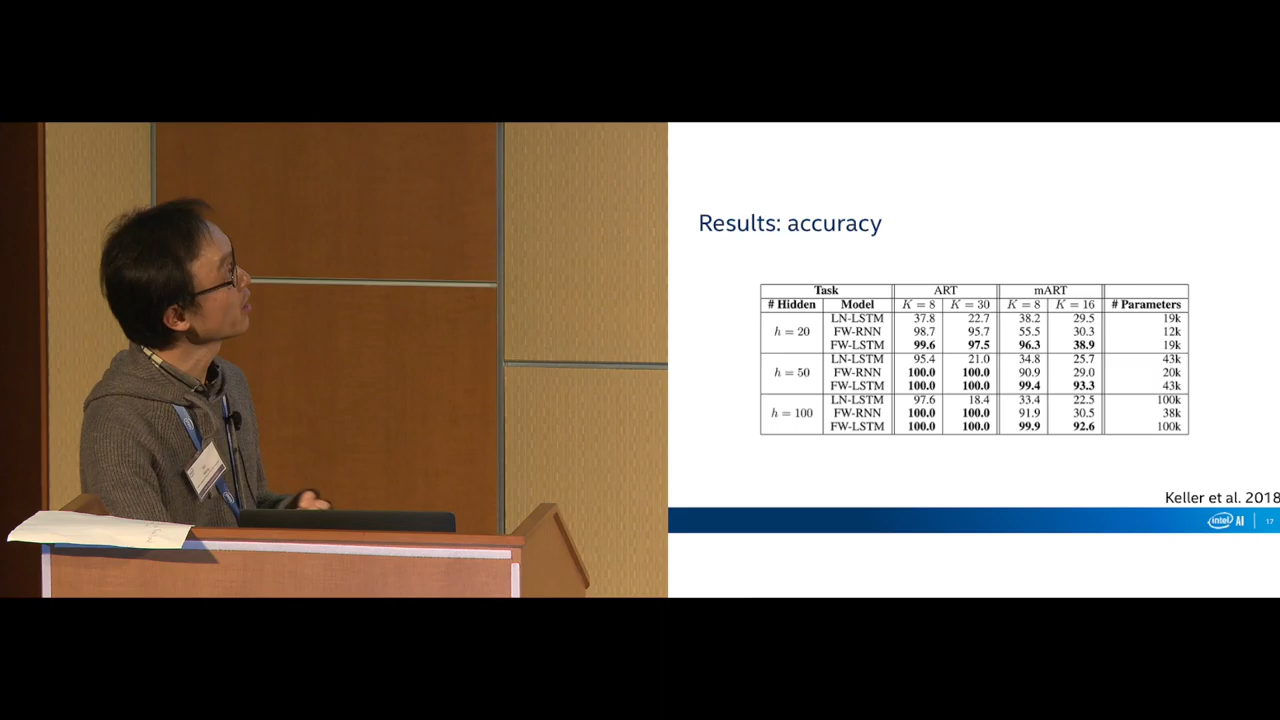 Results: accuracy
Task ART mART
# Hidden Model K = 8 K = 30 K = 8 K = 16 # Parameters
LN-LSTM 37.8 22.7 38.2 29.5 19k
h = 20 FW-RNN 98.7 95.7 55.5 30.3 12k
FW-LSTM 99.6 97.5 96.3 38.9 19k
LN-LSTM 95.4 21.0 34.8 25.7 43k
h = 50 FW-RNN 100.0 100.0 90.9 29.0 20k
FW-LSTM 100.0 100.0 99.4 93.3 43k
LN-LSTM 97.6 18.4 33.4 22.5 100k
h = 100 FW-RNN 100.0 100.0 91.9 30.5 38k
FW-LSTM 100.0 100.0 99.9 92.6 100k
Keller et al. 2018
intel AI 17